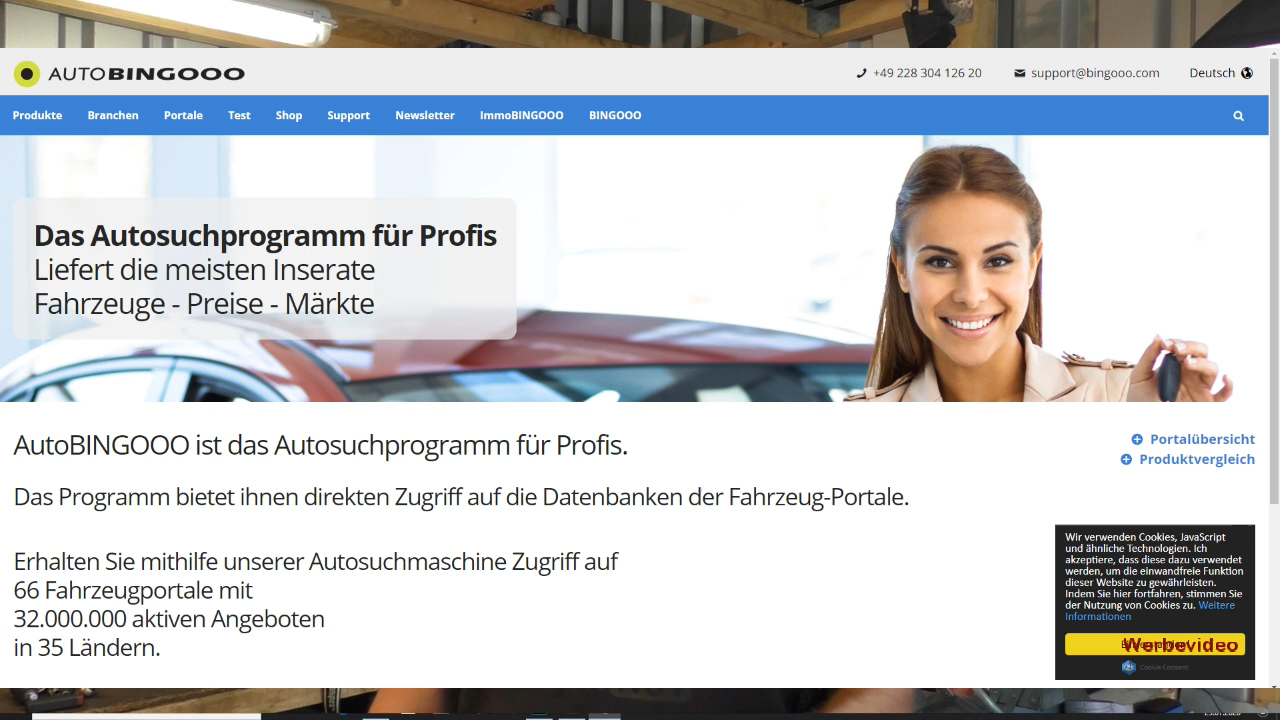 AUTOBINGOOO
+49 228 304 126 20
support@bingooo.com
Deutsch
Produkte
Branchen
Portale
Test
Shop
Support
Newsletter
ImmoBINGOOO
BINGOOO
Das Autosuchprogramm für Profis
Liefert die meisten Inserate
Fahrzeuge - Preise - Märkte
AutoBINGOOO ist das Autosuchprogramm für Profis.
Portalübersicht
Produktvergleich
Das Programm bietet ihnen direkten Zugriff auf die Datenbanken der Fahrzeug-Portale.
Erhalten Sie mithilfe unserer Autosuchmaschine Zugriff auf
66 Fahrzeugportale mit
32.000.000 aktiven Angeboten
in 35 Ländern.
Wir verwenden Cookies, JavaScript
und ähnliche Technologien. Ich
akzeptiere, dass diese dazu verwendet
werden, um die einwandfreie Funktion
dieser Website zu gewährleisten.
Indem Sie hier fortfahren, stimmen Sie
der Nutzung von Cookies zu. Weitere
Informationen
Werbevideo
Cookie Consent